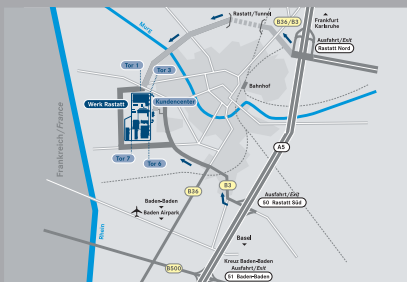 Rastatt/Tunnel
B36/B3
Frankfurt
Karlsruhe
Murg
Ausfahrt/Exit
Rastatt Nord
Tor 1
Tor 3
Bahnhof
Werk Rastatt
Kundencenter
Frankreich/France
A5
Tor 7
Tor 6
B36
B3
Ausfahrt/Exit
50 Rastatt Süd
Baden-Baden
Baden Airpark
Rhein
Basel
Kreuz Baden-Baden
Ausfahrt/Exit
51 Baden-Baden
B500